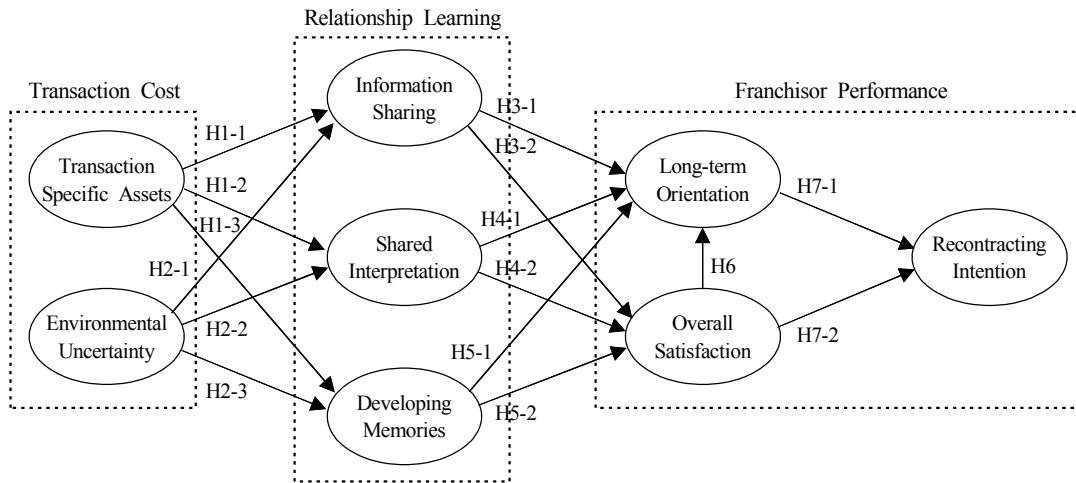 Relationship Learning
Transaction Cost
Franchisor Performance
Information
Sharing
Transaction
Specific Assets
Long-term
Orientation
Shared
Interpretation
Recontracting
Intention
Environmental
Uncertainty
Overall
Satisfaction
Developing
Memories
H1-1
H1-2
H1-3
H2-1
H2-2
H2-3
H3-1
H3-2
H4-1
H4-2
H5-1
H5-2
H6
H7-1
H7-2